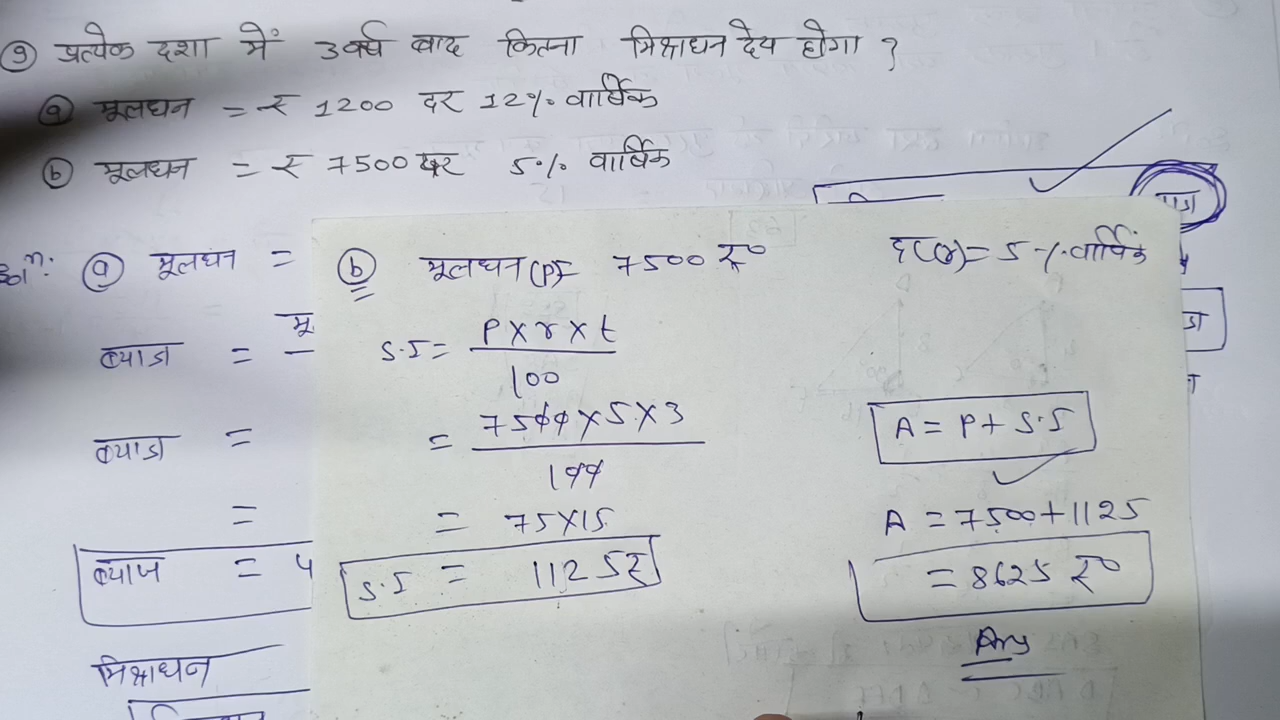 9 प्रत्येक दशा में 3 वर्ष बाद कितना मिश्रधन देय होगा ?
(a) मूलधन = ₹ 1200 दर 12% वार्षिक
(b) मूलधन = ₹ 7500 दर 5% वार्षिक
Solⁿ: (a) मूलधन =
ब्याज =
ब्याज =
=
ब्याज = 4
मिश्रधन
(b) मूलधन (P) = 7500 रु० दर (r) = 5% वार्षिक
S.I = P×r×t / 100
= 7500×5×3 / 100
= 75×15
S.I = 1125₹
A = P + S.I
A = 7500+1125
= 8625 रु०
Ans